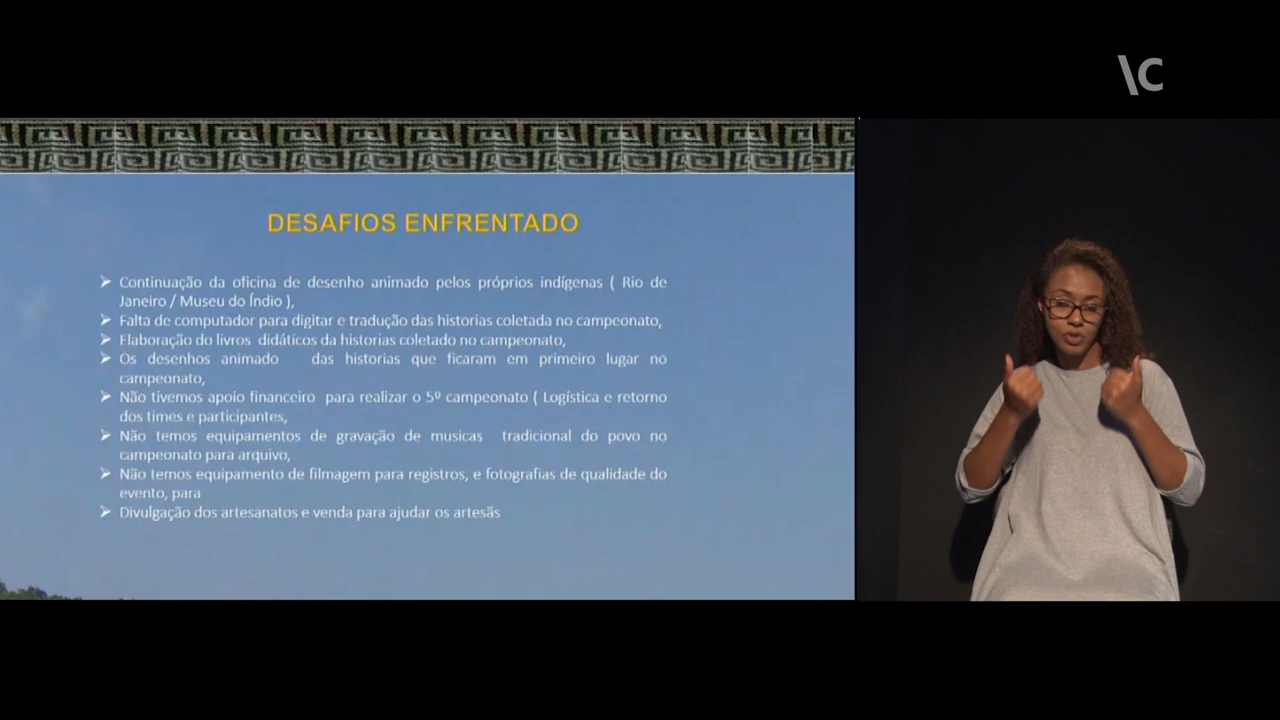 \C
DESAFIOS ENFRENTADO
➢ Continuação da oficina de desenho animado pelos próprios indígenas ( Rio de
Janeiro / Museu do Índio ),
➢ Falta de computador para digitar e tradução das historias coletada no campeonato,
➢ Elaboração do livros didáticos da historias coletado no campeonato,
➢ Os desenhos animado das historias que ficaram em primeiro lugar no
campeonato,
➢ Não tivemos apoio financeiro para realizar o 5º campeonato ( Logística e retorno
dos times e participantes,
➢ Não temos equipamentos de gravação de musicas tradicional do povo no
campeonato para arquivo,
➢ Não temos equipamento de filmagem para registros, e fotografias de qualidade do
evento, para
➢ Divulgação dos artesanatos e venda para ajudar os artesãs